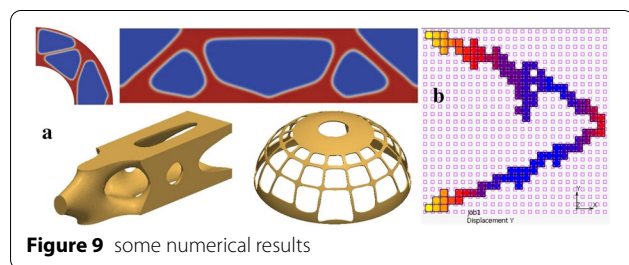 a
b
Y
Z X
job1
Displacement Y
Figure 9 some numerical results